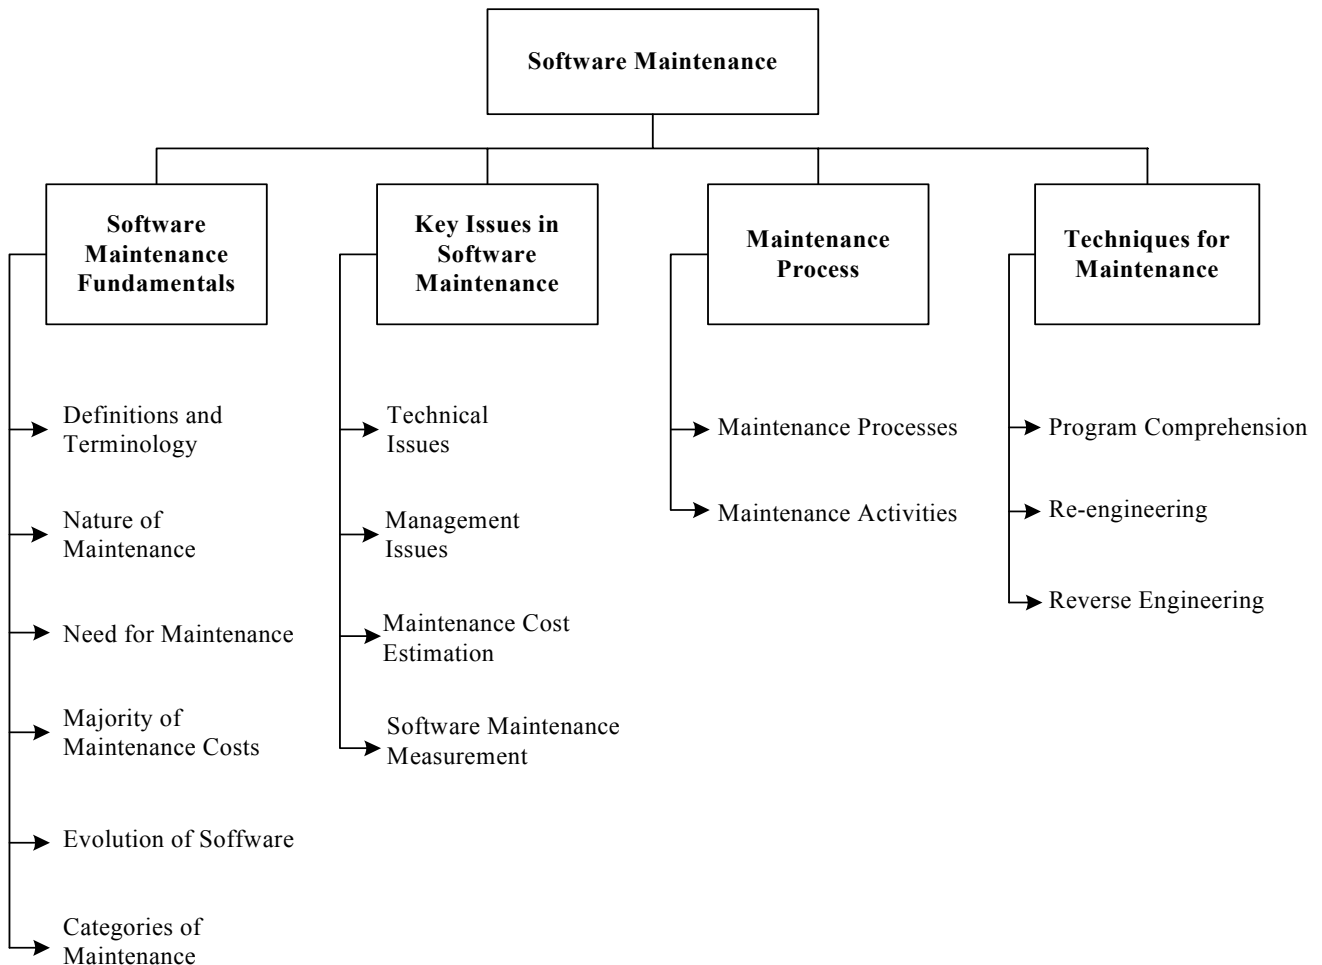 Software Maintenance
Software
Maintenance
Fundamentals
Key Issues in
Software
Maintenance
Maintenance
Process
Techniques for
Maintenance
Definitions and
Terminology
Nature of
Maintenance
Need for Maintenance
Majority of
Maintenance Costs
Evolution of Soffware
Categories of
Maintenance
Technical
Issues
Management
Issues
Maintenance Cost
Estimation
Software Maintenance
Measurement
Maintenance Processes
Maintenance Activities
Program Comprehension
Re-engineering
Reverse Engineering